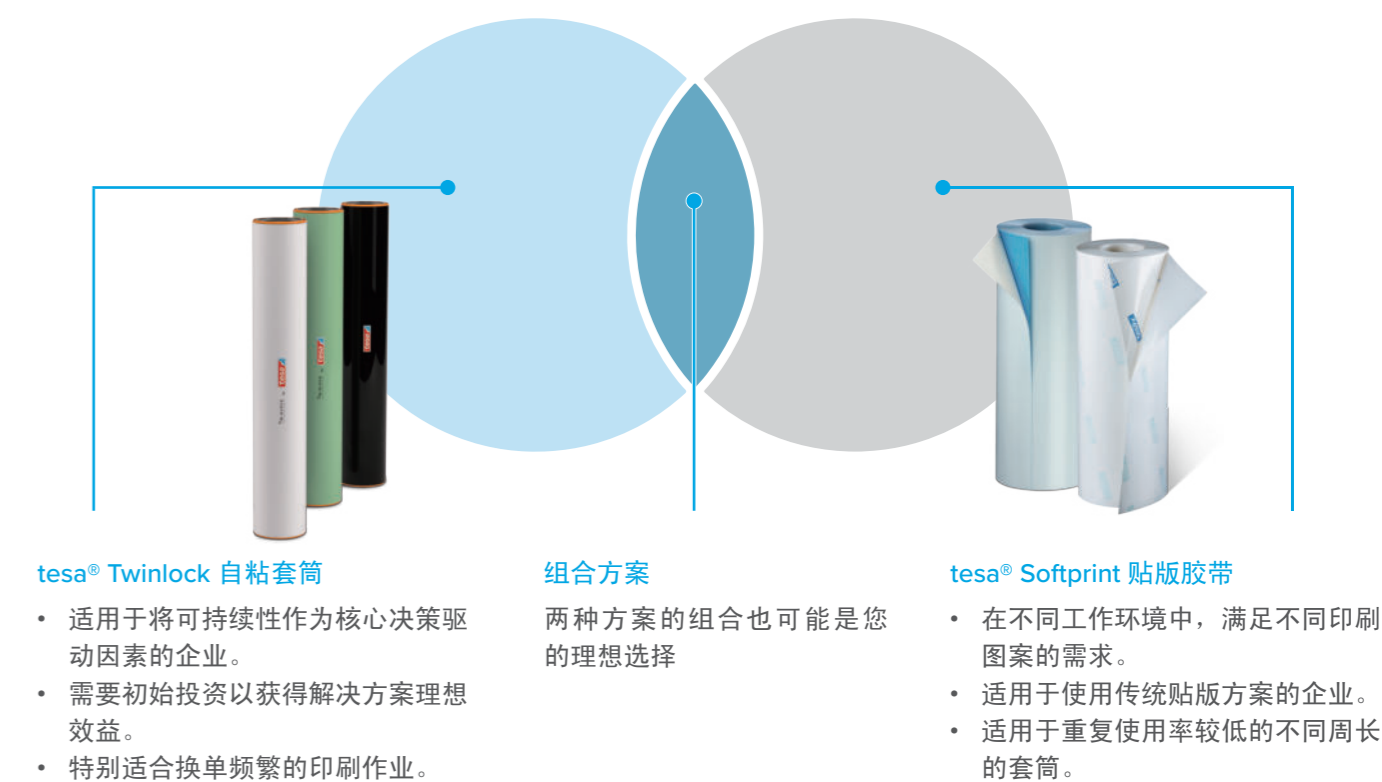 tesa
tesa
tesa
tesa® Twinlock 自粘套筒
• 适用于将可持续性作为核心决策驱
动因素的企业。
• 需要初始投资以获得解决方案理想
效益。
• 特别适合换单频繁的印刷作业。
组合方案
两种方案的组合也可能是您
的理想选择
tesa® Softprint 贴版胶带
• 在不同工作环境中，满足不同印刷
图案的需求。
• 适用于使用传统贴版方案的企业。
• 适用于重复使用率较低的不同周长
的套筒。